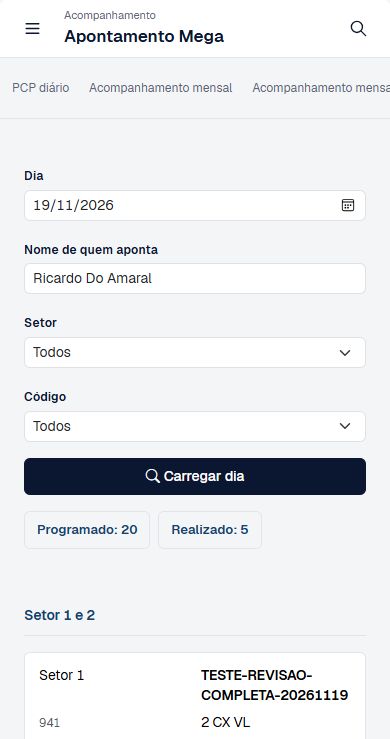 Acompanhamento
Apontamento Mega
PCP diário Acompanhamento mensal Acompanhamento mensa
Dia
19/11/2026
Nome de quem aponta
Ricardo Do Amaral
Setor
Todos
Código
Todos
Carregar dia
Programado: 20 Realizado: 5
Setor 1 e 2
Setor 1 TESTE-REVISAO-
COMPLETA-20261119
941 2 CX VL